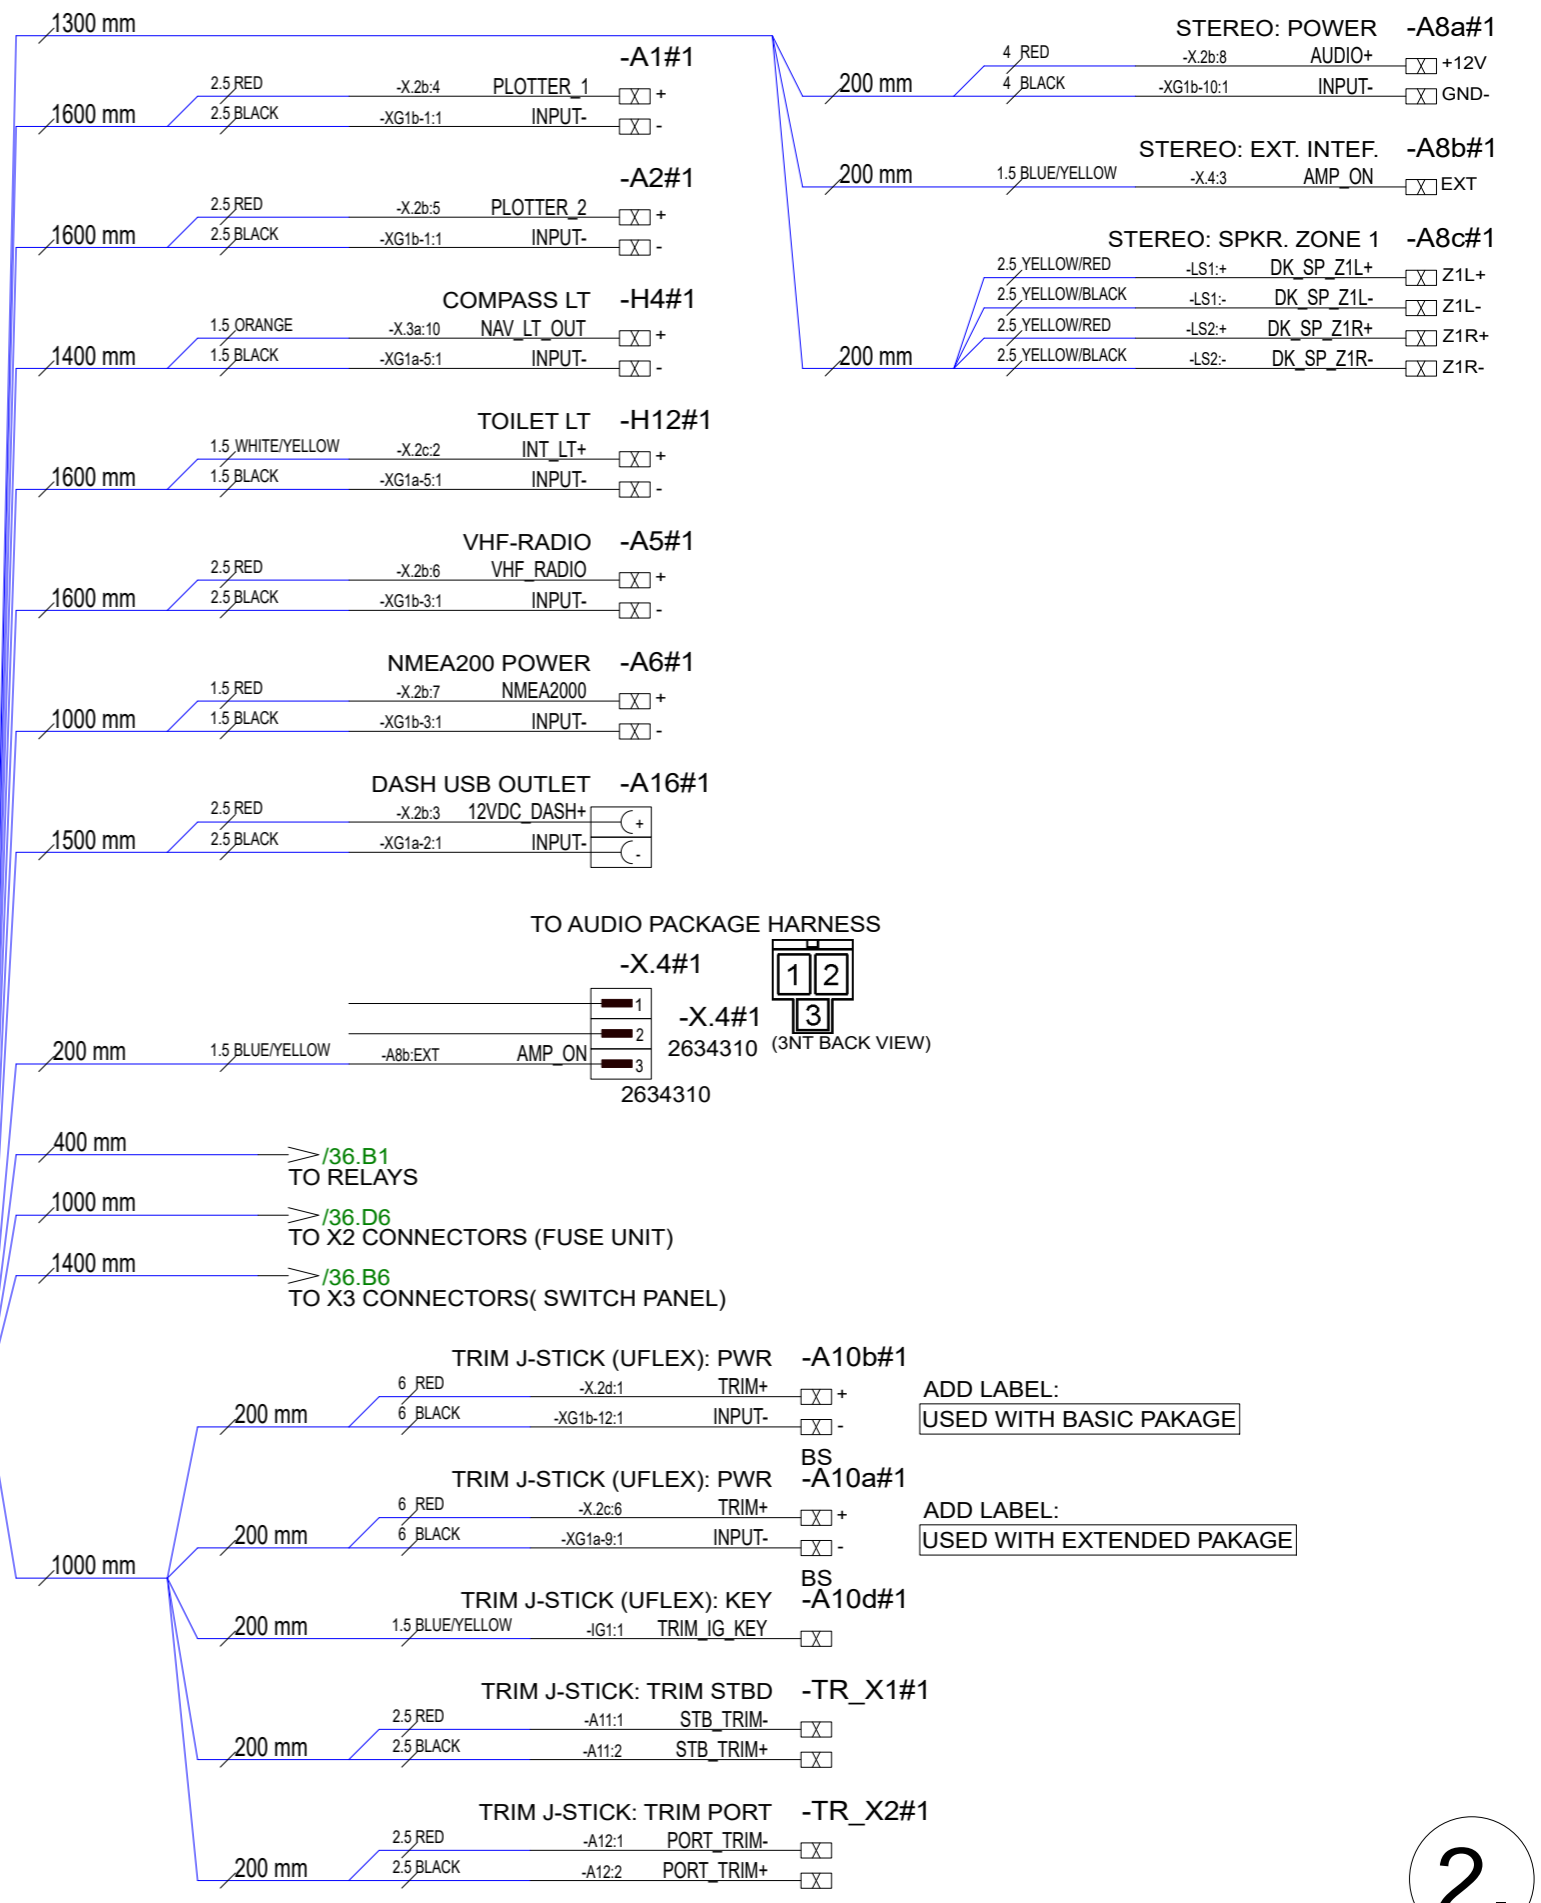 1300 mm
-A1#1
2.5 RED -X.2b:4 PLOTTER_1 +
1600 mm 2.5 BLACK -XG1b-1:1 INPUT- -
-A2#1
2.5 RED -X.2b:5 PLOTTER_2 +
1600 mm 2.5 BLACK -XG1b-1:1 INPUT- -
COMPASS LT -H4#1
1.5 ORANGE -X.3a:10 NAV_LT_OUT +
1400 mm 1.5 BLACK -XG1a-5:1 INPUT- -
TOILET LT -H12#1
1.5 WHITE/YELLOW -X.2c:2 INT_LT+ +
1600 mm 1.5 BLACK -XG1a-5:1 INPUT- -
VHF-RADIO -A5#1
2.5 RED -X.2b:6 VHF_RADIO +
1600 mm 2.5 BLACK -XG1b-3:1 INPUT- -
NMEA200 POWER -A6#1
1.5 RED -X.2b:7 NMEA2000 +
1000 mm 1.5 BLACK -XG1b-3:1 INPUT- -
DASH USB OUTLET -A16#1
2.5 RED -X.2b:3 12VDC_DASH+ +
1500 mm 2.5 BLACK -XG1a-2:1 INPUT- -
STEREO: POWER -A8a#1
4 RED -X.2b:8 AUDIO+ +12V
200 mm 4 BLACK -XG1b-10:1 INPUT- GND-
STEREO: EXT. INTEF. -A8b#1
200 mm 1.5 BLUE/YELLOW -X.4:3 AMP_ON EXT
STEREO: SPKR. ZONE 1 -A8c#1
2.5 YELLOW/RED -LS1:+ DK_SP_Z1L+ Z1L+
2.5 YELLOW/BLACK -LS1:- DK_SP_Z1L- Z1L-
2.5 YELLOW/RED -LS2:+ DK_SP_Z1R+ Z1R+
200 mm 2.5 YELLOW/BLACK -LS2:- DK_SP_Z1R- Z1R-
TO AUDIO PACKAGE HARNESS
-X.4#1 1 2
1
-X.4#1 3
2 2634310 (3NT BACK VIEW)
200 mm 1.5 BLUE/YELLOW -A8b:EXT AMP_ON 3
2634310
400 mm /36.B1
TO RELAYS
1000 mm /36.D6
TO X2 CONNECTORS (FUSE UNIT)
1400 mm /36.B6
TO X3 CONNECTORS( SWITCH PANEL)
TRIM J-STICK (UFLEX): PWR -A10b#1
6 RED -X.2d:1 TRIM+ + ADD LABEL:
200 mm 6 BLACK -XG1b-12:1 INPUT- - USED WITH BASIC PAKAGE
BS
TRIM J-STICK (UFLEX): PWR -A10a#1
6 RED -X.2c:6 TRIM+ + ADD LABEL:
200 mm 6 BLACK -XG1a-9:1 INPUT- - USED WITH EXTENDED PAKAGE
1000 mm BS
TRIM J-STICK (UFLEX): KEY -A10d#1
200 mm 1.5 BLUE/YELLOW -IG1:1 TRIM_IG_KEY
TRIM J-STICK: TRIM STBD -TR_X1#1
2.5 RED -A11:1 STB_TRIM-
200 mm 2.5 BLACK -A11:2 STB_TRIM+
TRIM J-STICK: TRIM PORT -TR_X2#1
2.5 RED -A12:1 PORT_TRIM-
200 mm 2.5 BLACK -A12:2 PORT_TRIM+